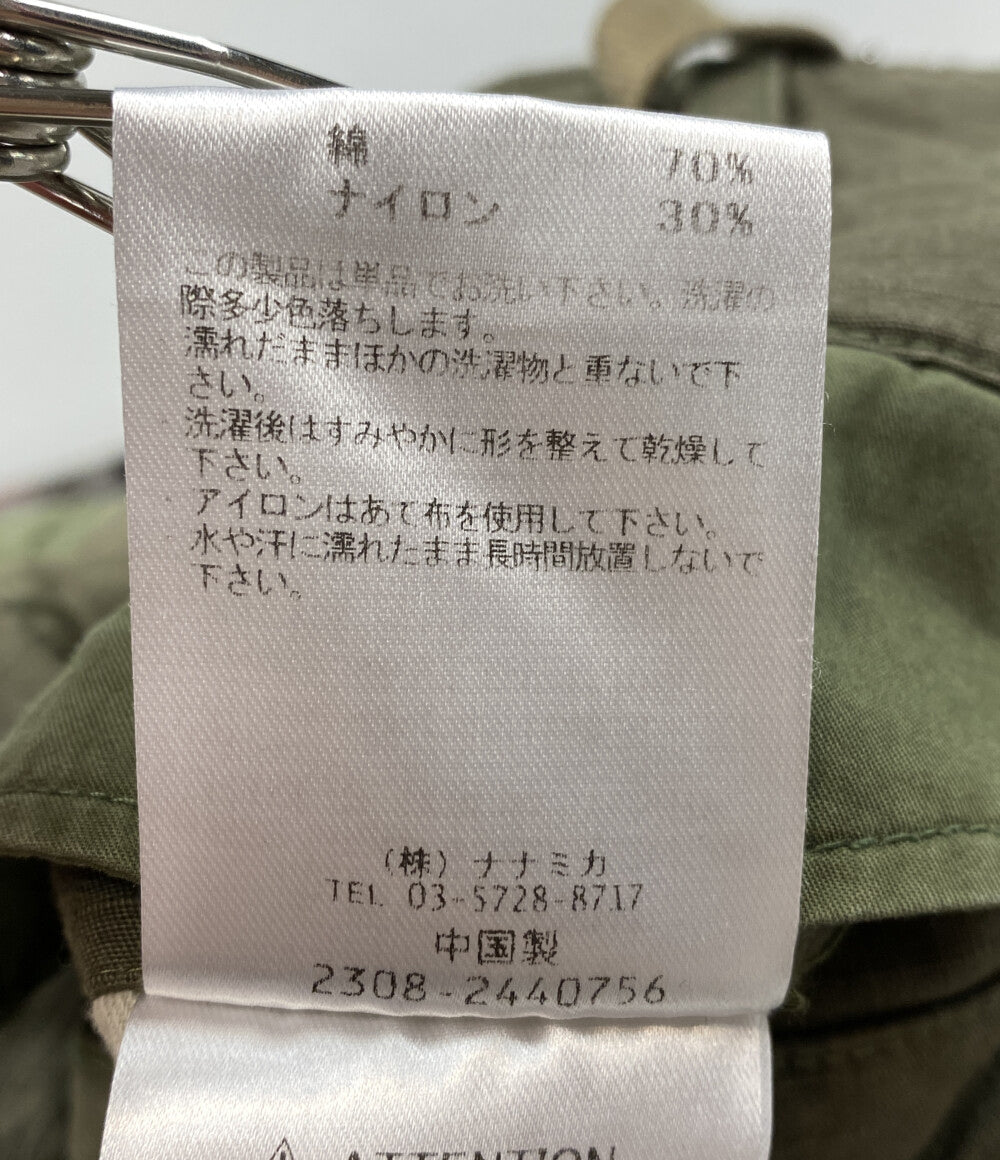 綿 70%
ナイロン 30%
この製品は単品でお洗い下さい。洗濯の
際多少色落ちします。
濡れだままほかの洗濯物と重ないで下
さい。
洗濯後はすみやかに形を整えて乾燥して
下さい。
アイロンはあて布を使用して下さい。
水や汗に濡れたまま長時間放置しないで
下さい。
(株) ナナミカ
TEL 03-5728-8717
中国製
2308-2440756
ATTENTION